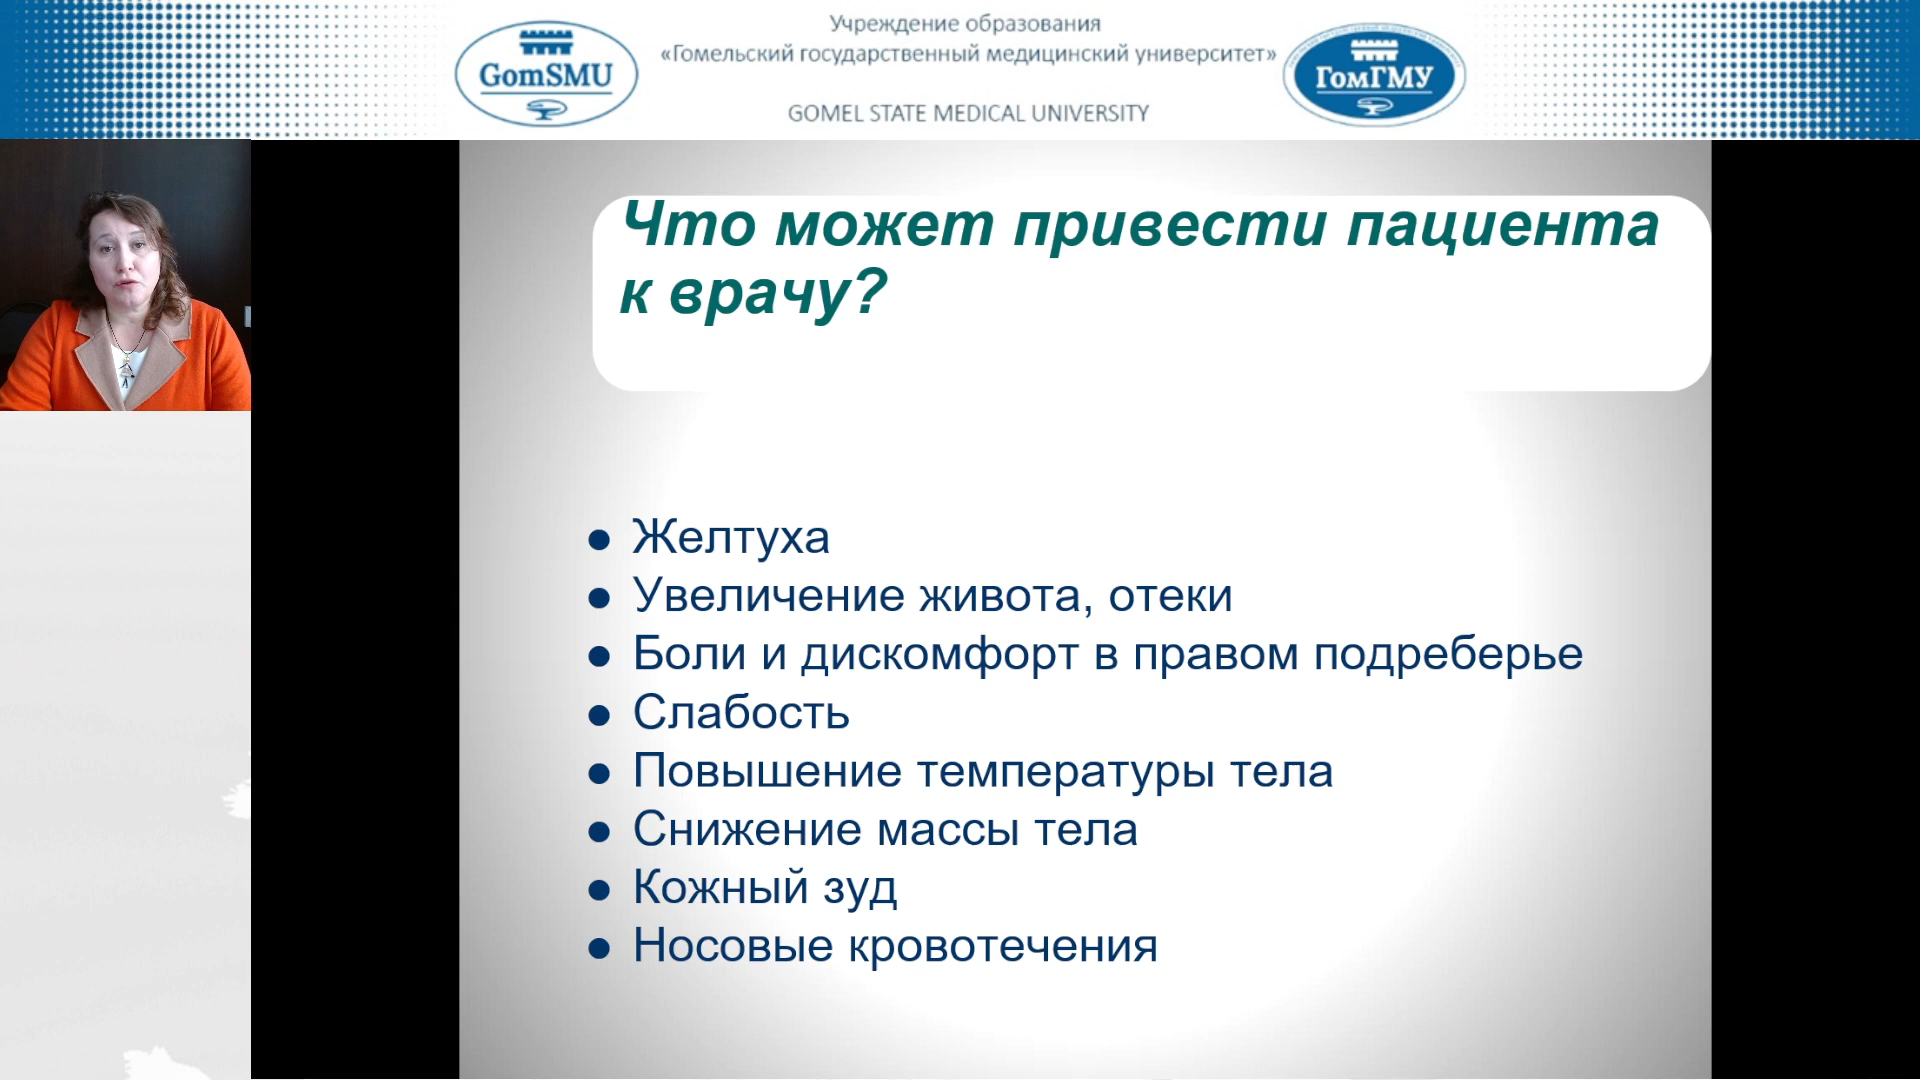 Учреждение образования
«Гомельский государственный медицинский университет»
GomSMU
ГомГМУ
GOMEL STATE MEDICAL UNIVERSITY
Что может привести пациента
к врачу?
● Желтуха
● Увеличение живота, отеки
● Боли и дискомфорт в правом подреберье
● Слабость
● Повышение температуры тела
● Снижение массы тела
● Кожный зуд
● Носовые кровотечения